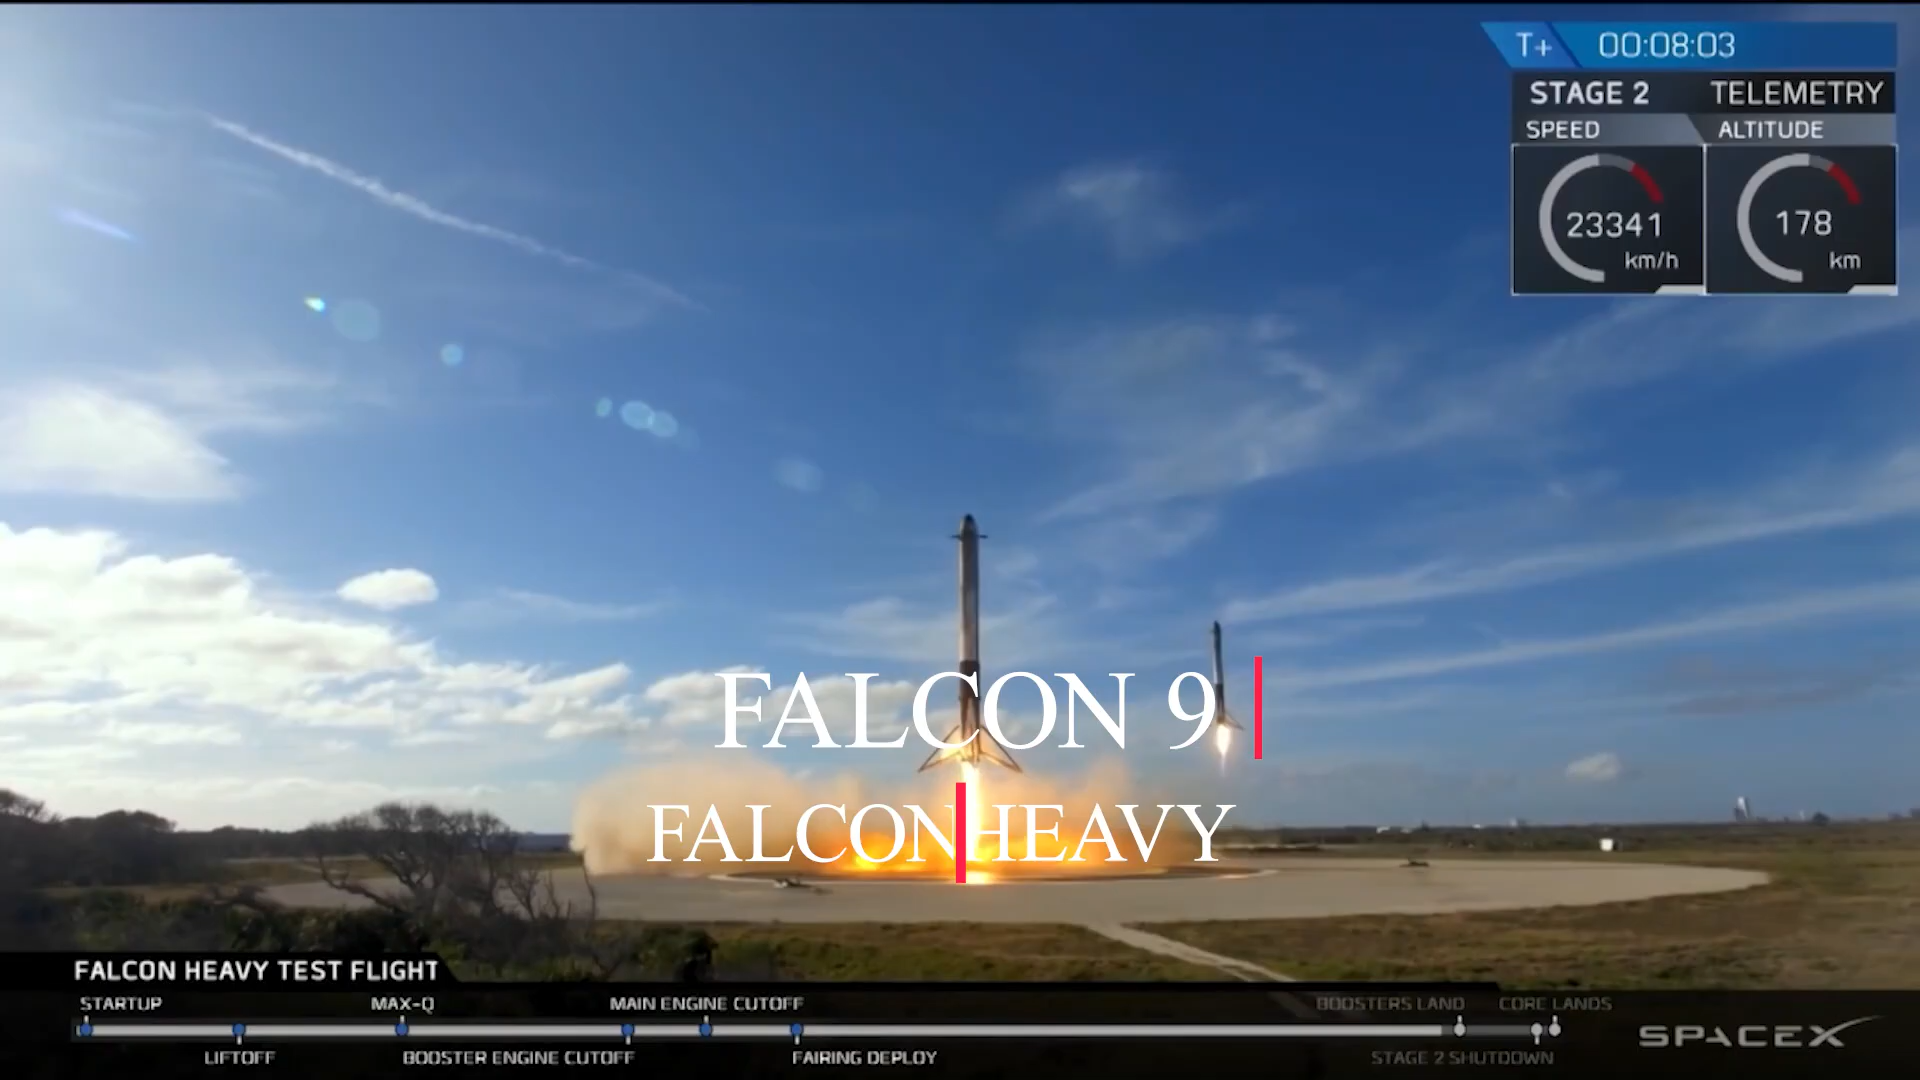 T+ 00:08:03
STAGE 2 TELEMETRY
SPEED ALTITUDE
23341 178
km/h km
FALCON 9
FALCON HEAVY
FALCON HEAVY TEST FLIGHT
STARTUP MAX-Q MAIN ENGINE CUTOFF BOOSTERS LAND CORE LANDS
SPACEX
LIFTOFF BOOSTER ENGINE CUTOFF FAIRING DEPLOY STAGE 2 SHUTDOWN